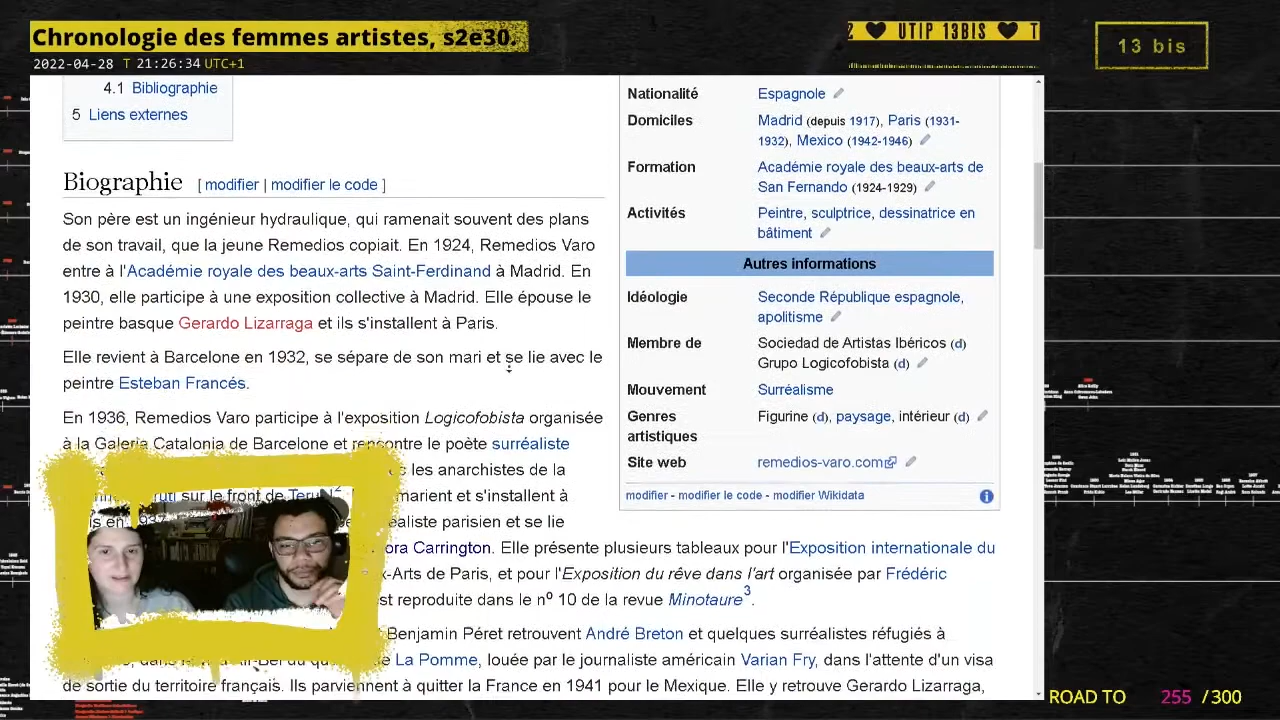 Chronologie des femmes artistes, s2e30.
2022-04-28 T 21:26:34 UTC+1
UTIP 13BIS T
13 bis
4.1 Bibliographie
5 Liens externes
Biographie [ modifier | modifier le code ]
Son père est un ingénieur hydraulique, qui ramenait souvent des plans
de son travail, que la jeune Remedios copiait. En 1924, Remedios Varo
entre à l'Académie royale des beaux-arts Saint-Ferdinand à Madrid. En
1930, elle participe à une exposition collective à Madrid. Elle épouse le
peintre basque Gerardo Lizarraga et ils s'installent à Paris.
Elle revient à Barcelone en 1932, se sépare de son mari et se lie avec le
peintre Esteban Francés.
En 1936, Remedios Varo participe à l'exposition Logicofobista organisée
à la Galeria Catalonia de Barcelone et rencontre le poète surréaliste
les anarchistes de la
sur le front de
marient et s'installent à
réaliste parisien et se lie
ora Carrington. Elle présente plusieurs tableaux pour l'Exposition internationale du
x-Arts de Paris, et pour l'Exposition du rêve dans l'art organisée par Frédéric
st reproduite dans le nº 10 de la revue Minotaure3.
Benjamin Péret retrouvent André Breton et quelques surréalistes réfugiés à
La Pomme, louée par le journaliste américain Varian Fry, dans l'attente d'un visa
de sortie du territoire français. Ils parviennent à quitter la France en 1941 pour le Mexique. Elle y retrouve Gerardo Lizarraga,
Nationalité Espagnole
Domiciles Madrid (depuis 1917), Paris (1931-
1932), Mexico (1942-1946)
Formation Académie royale des beaux-arts de
San Fernando (1924-1929)
Activités Peintre, sculptrice, dessinatrice en
bâtiment
Autres informations
Idéologie Seconde République espagnole,
apolitisme
Membre de Sociedad de Artistas Ibéricos (d)
Grupo Logicofobista (d)
Mouvement Surréalisme
Genres artistiques Figurine (d), paysage, intérieur (d)
Site web remedios-varo.com
modifier - modifier le code - modifier Wikidata
ROAD TO 255 / 300